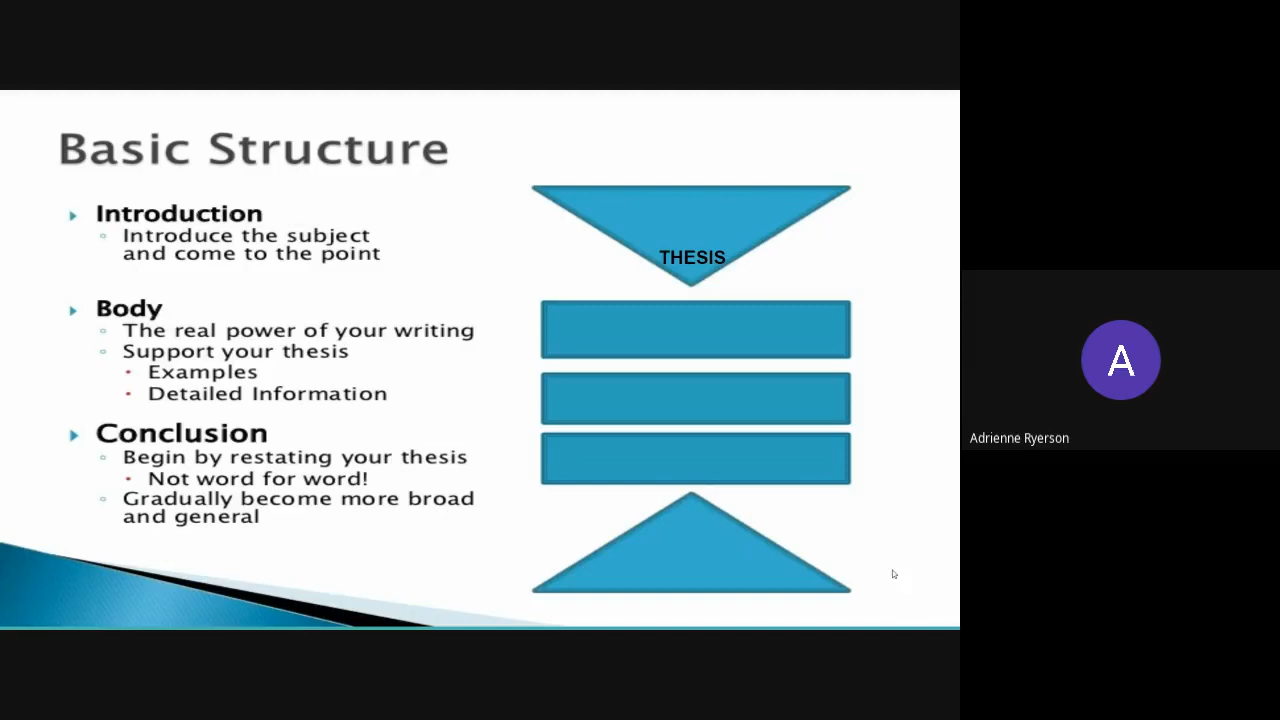 Basic Structure
Introduction
Introduce the subject
and come to the point
Body
The real power of your writing
Support your thesis
Examples
Detailed Information
Conclusion
Begin by restating your thesis
Not word for word!
Gradually become more broad
and general
THESIS
A
Adrienne Ryerson